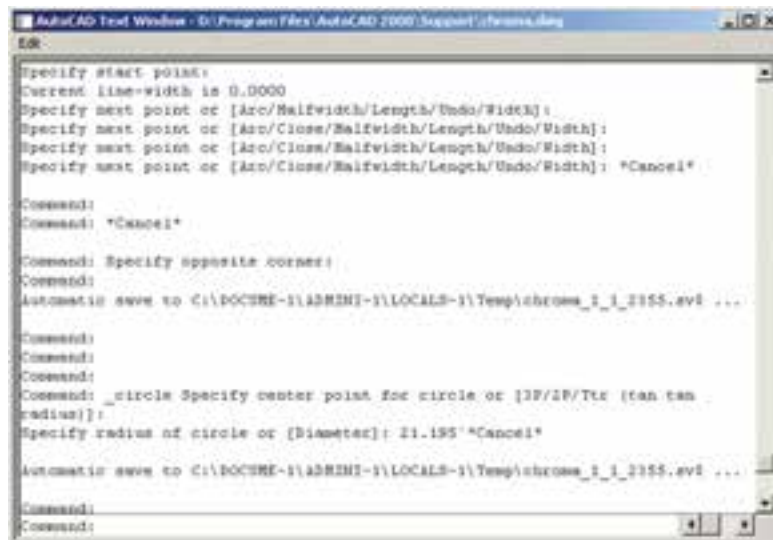 AutoCAD Text Window - D:\Program Files\AutoCAD 2000\Support\chroma.dwg
Edit
Specify start point:
Current line-width is 0.0000
Specify next point or [Arc/Halfwidth/Length/Undo/Width]:
Specify next point or [Arc/Close/Halfwidth/Length/Undo/Width]:
Specify next point or [Arc/Close/Halfwidth/Length/Undo/Width]:
Specify next point or [Arc/Close/Halfwidth/Length/Undo/Width]: *Cancel*
Command:
Command: *Cancel*
Command: Specify opposite corner:
Command:
Automatic save to C:\DOCUME~1\ADMINI~1\LOCALS~1\Temp\chroma_1_1_2355.sv$ ...
Command:
Command:
Command:
Command: _circle Specify center point for circle or [3P/2P/Ttr (tan tan
radius)]:
Specify radius of circle or [Diameter]: 21.195 *Cancel*
Automatic save to C:\DOCUME~1\ADMINI~1\LOCALS~1\Temp\chroma_1_1_2355.sv$ ...
Command:
Command: